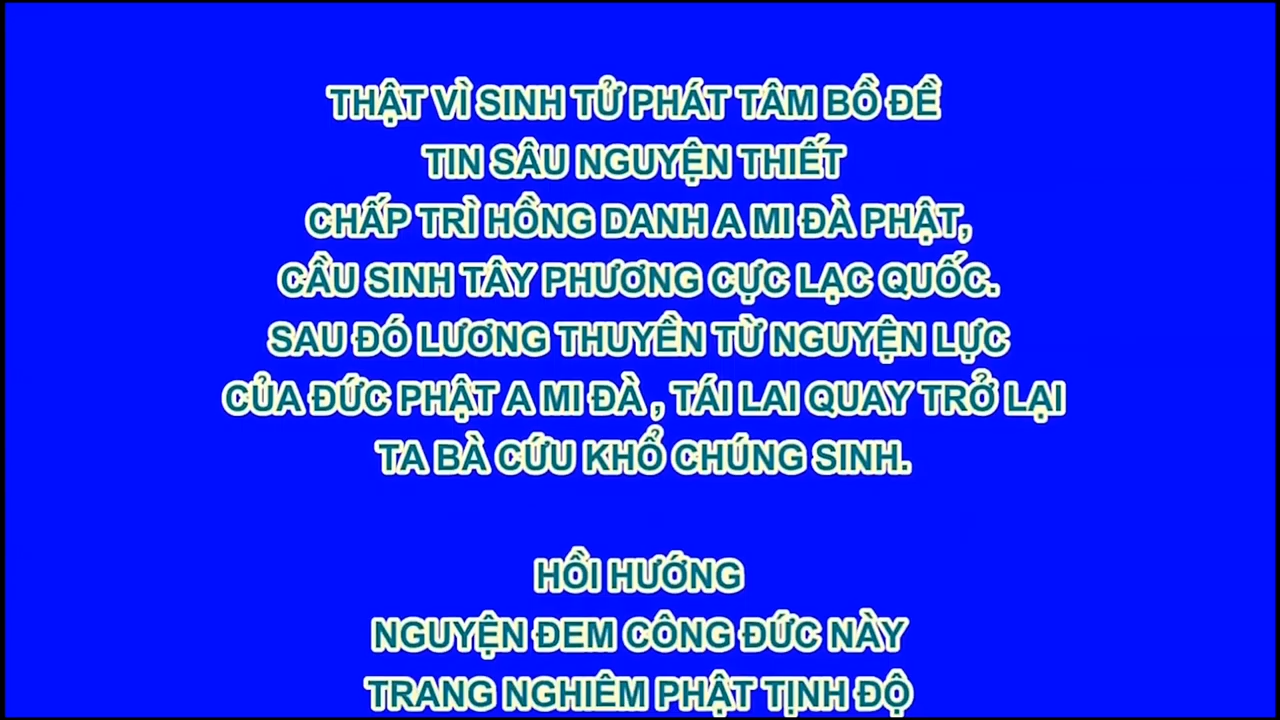 THẬT VÌ SINH TỬ PHÁT TÂM BỒ ĐỀ
TIN SÂU NGUYỆN THIẾT
CHẤP TRÌ HỒNG DANH A MI ĐÀ PHẬT,
CẦU SINH TÂY PHƯƠNG CỰC LẠC QUỐC.
SAU ĐÓ LƯƠNG THUYỀN TỪ NGUYỆN LỰC
CỦA ĐỨC PHẬT A MI ĐÀ , TÁI LAI QUAY TRỞ LẠI
TA BÀ CỨU KHỔ CHÚNG SINH.
HỒI HƯỚNG
NGUYỆN ĐEM CÔNG ĐỨC NÀY
TRANG NGHIÊM PHẬT TỊNH ĐỘ